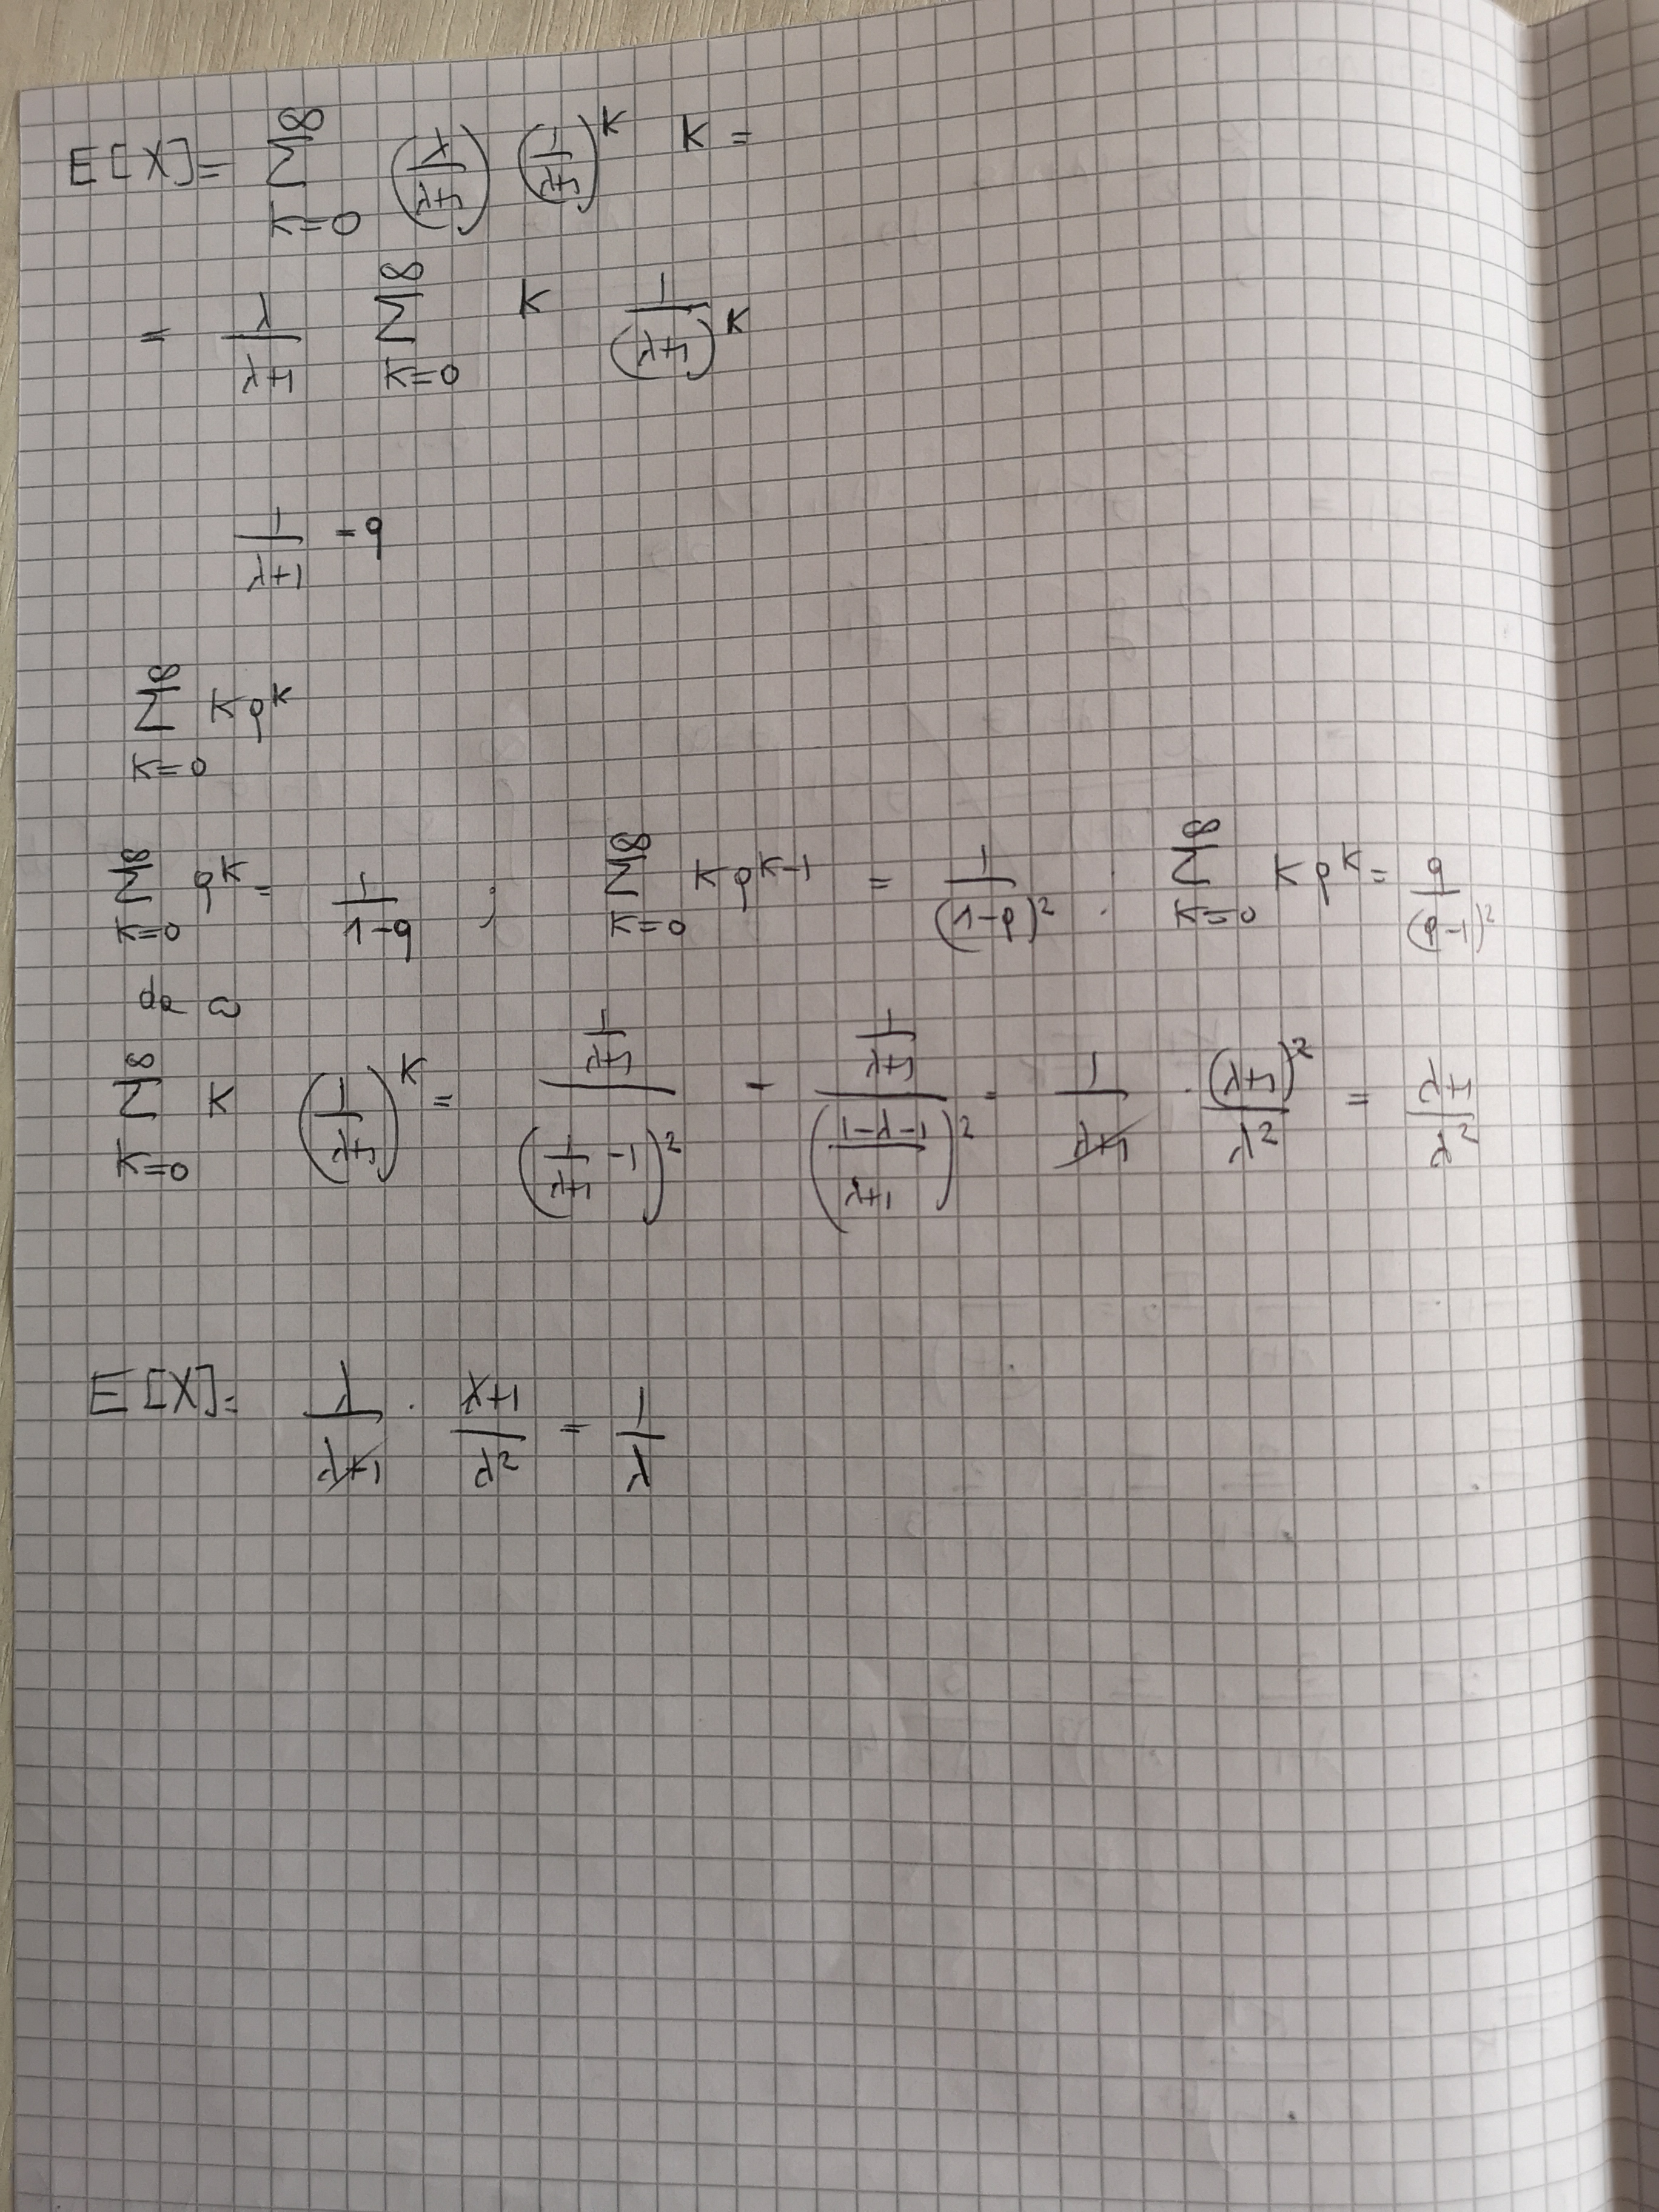 E[X] = \sum_{K=0}^{\infty} \left(\frac{\lambda}{\lambda+1}\right) \left(\frac{1}{\lambda+1}\right)^K K =
= \frac{\lambda}{\lambda+1} \sum_{K=0}^{\infty} K \frac{1}{(\lambda+1)^K}
\frac{1}{\lambda+1} = q
\sum_{K=0}^{\infty} K q^K
\sum_{K=0}^{\infty} q^K = \frac{1}{1-q} ; \sum_{K=0}^{\infty} K q^{K-1} = \frac{1}{(1-q)^2} . \sum_{K=0}^{\infty} K q^K = \frac{q}{(q-1)^2}
da
\sum_{K=0}^{\infty} K \left(\frac{1}{\lambda+1}\right)^K = \frac{\frac{1}{\lambda+1}}{\left(\frac{1}{\lambda+1}-1\right)^2} = \frac{\frac{1}{\lambda+1}}{\left(\frac{1-\lambda-1}{\lambda+1}\right)^2} = \frac{1}{\lambda+1} \cdot \frac{(\lambda+1)^2}{\lambda^2} = \frac{\lambda+1}{\lambda^2}
E[X] = \frac{\lambda}{\lambda+1} \cdot \frac{\lambda+1}{\lambda^2} = \frac{1}{\lambda}